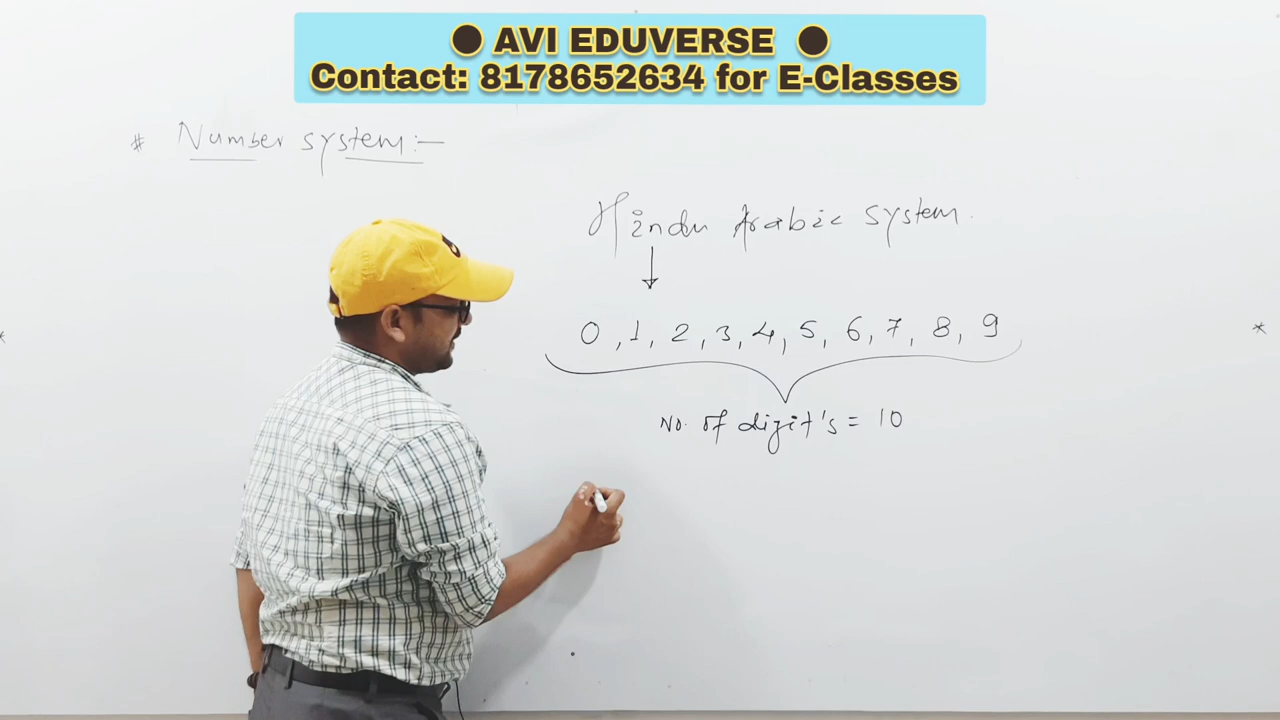 ● AVI EDUVERSE ●
Contact: 8178652634 for E-Classes
# Number system:-
Hindu Arabic System.
↓
0, 1, 2, 3, 4, 5, 6, 7, 8, 9
No. of digit's = 10